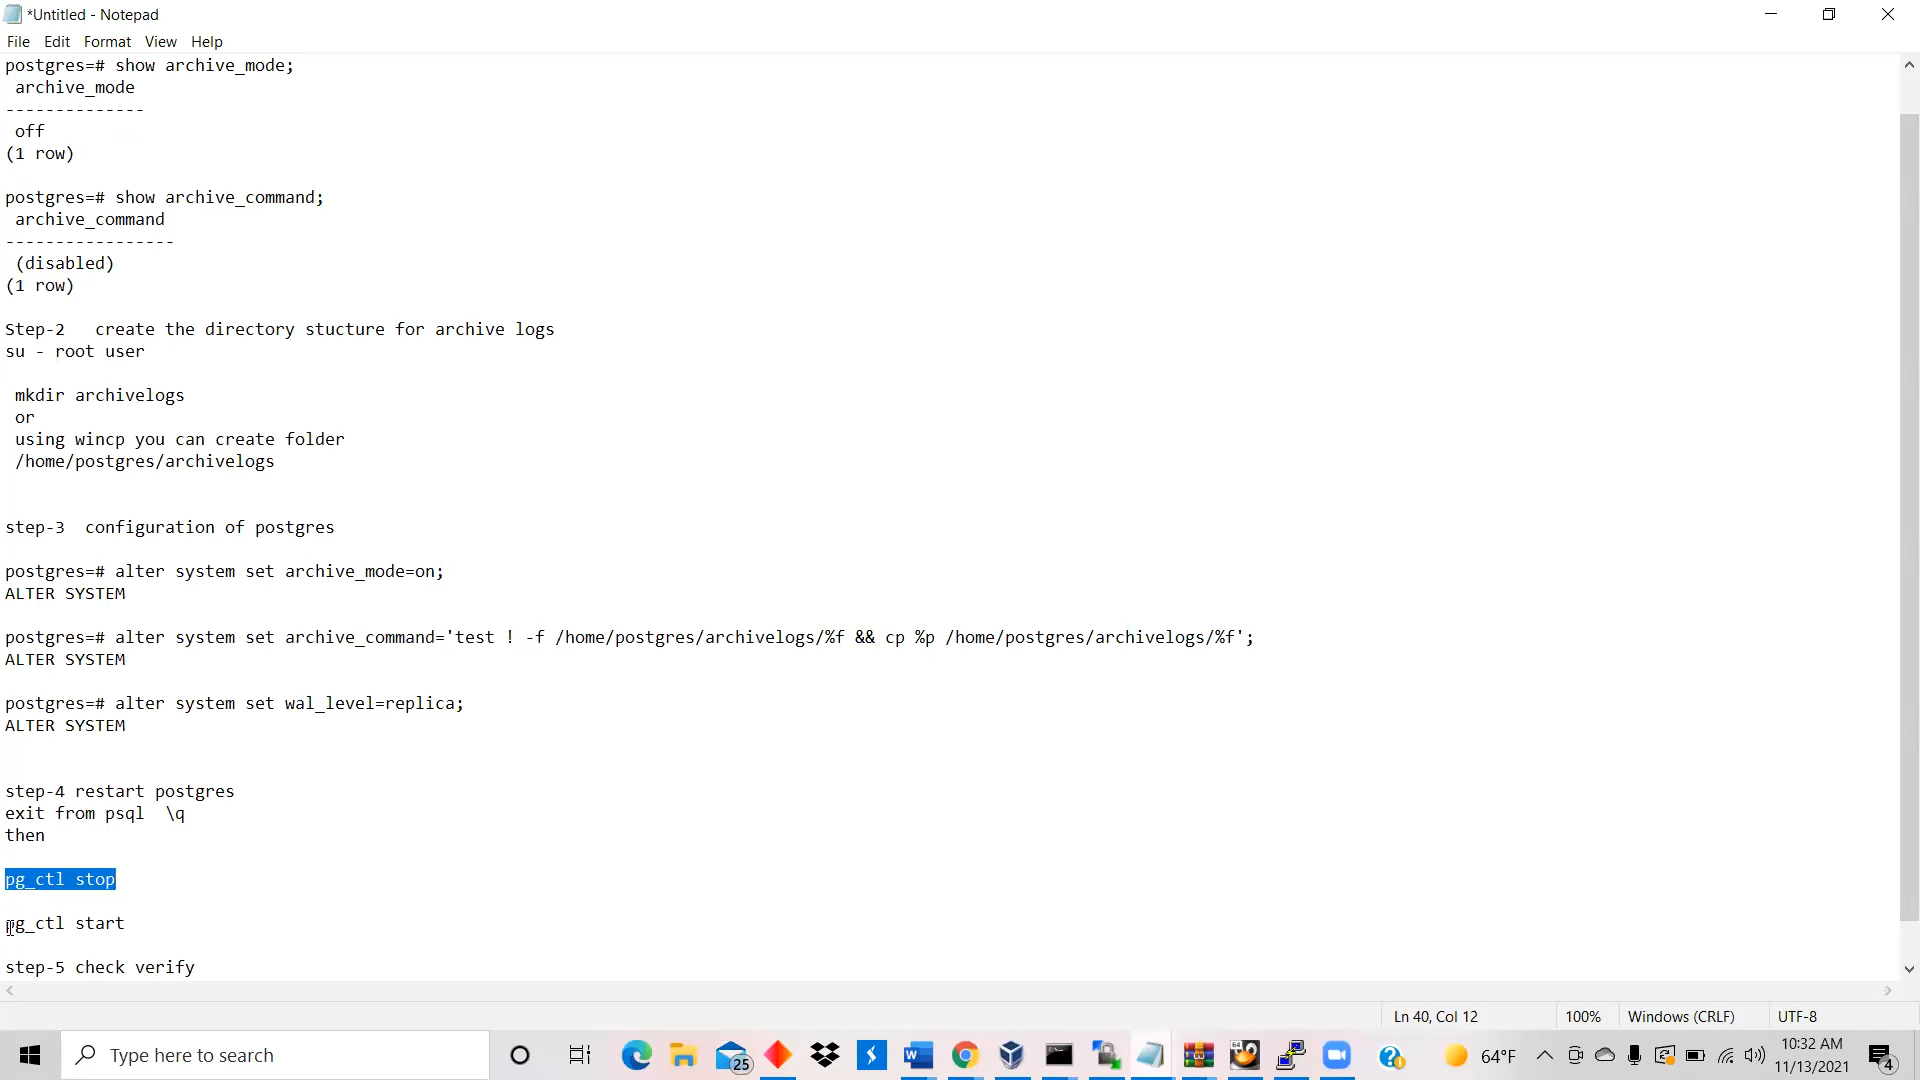 *Untitled - Notepad
File Edit Format View Help
postgres=# show archive_mode;
archive_mode
--------------
off
(1 row)
postgres=# show archive_command;
archive_command
-----------------
(disabled)
(1 row)
Step-2   create the directory stucture for archive logs
su - root user
mkdir archivelogs
or
using wincp you can create folder
/home/postgres/archivelogs
step-3  configuration of postgres
postgres=# alter system set archive_mode=on;
ALTER SYSTEM
postgres=# alter system set archive_command='test ! -f /home/postgres/archivelogs/%f && cp %p /home/postgres/archivelogs/%f';
ALTER SYSTEM
postgres=# alter system set wal_level=replica;
ALTER SYSTEM
step-4 restart postgres
exit from psql  \q
then
pg_ctl stop
pg_ctl start
step-5 check verify
Ln 40, Col 12 100% Windows (CRLF) UTF-8
Type here to search 25 64 64°F 10:32 AM
11/13/2021 4